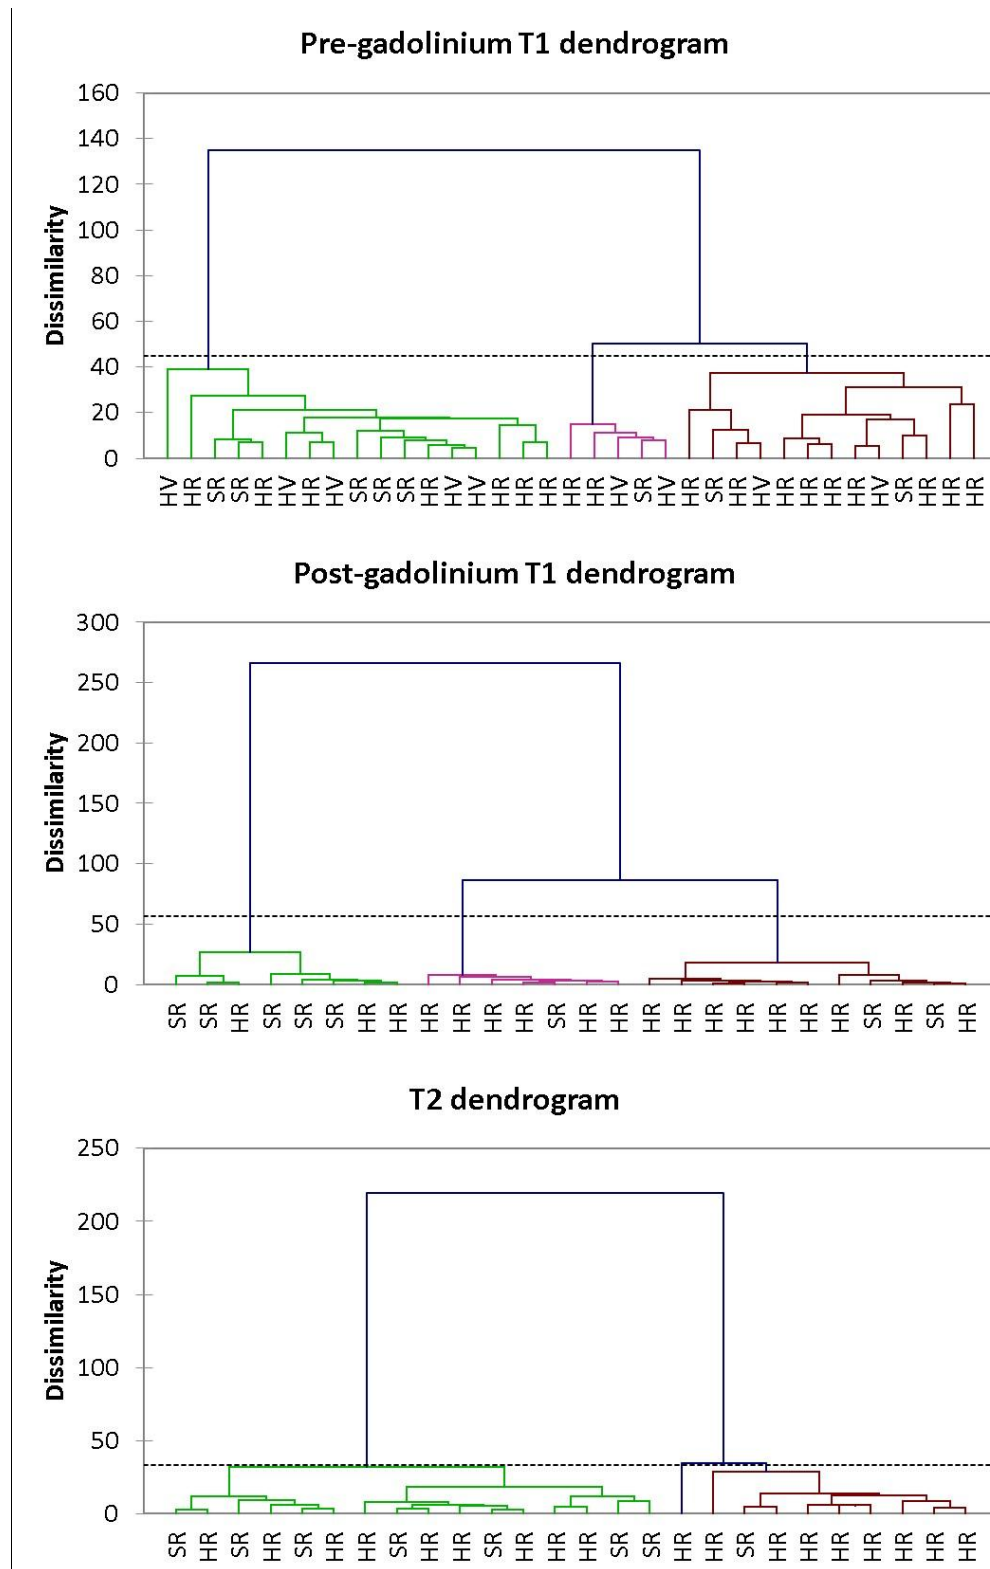 Pre-gadolinium T1 dendrogram
160
140
120
100
80
60
40
20
0
Dissimilarity
HV HR SR SR HR HV HR HV SR SR SR HR HV HV HR HR HR HR HR HV SR HV HR SR HR HV HR HR HR HR HV SR HR HR HR
Post-gadolinium T1 dendrogram
300
250
200
150
100
50
0
Dissimilarity
SR SR HR SR SR SR HR HR HR HR HR HR SR HR HR HR HR HR HR HR HR HR SR HR SR HR
T2 dendrogram
250
200
150
100
50
0
Dissimilarity
SR HR SR HR SR HR HR SR HR HR SR HR HR HR SR SR HR HR SR HR HR HR HR HR HR HR